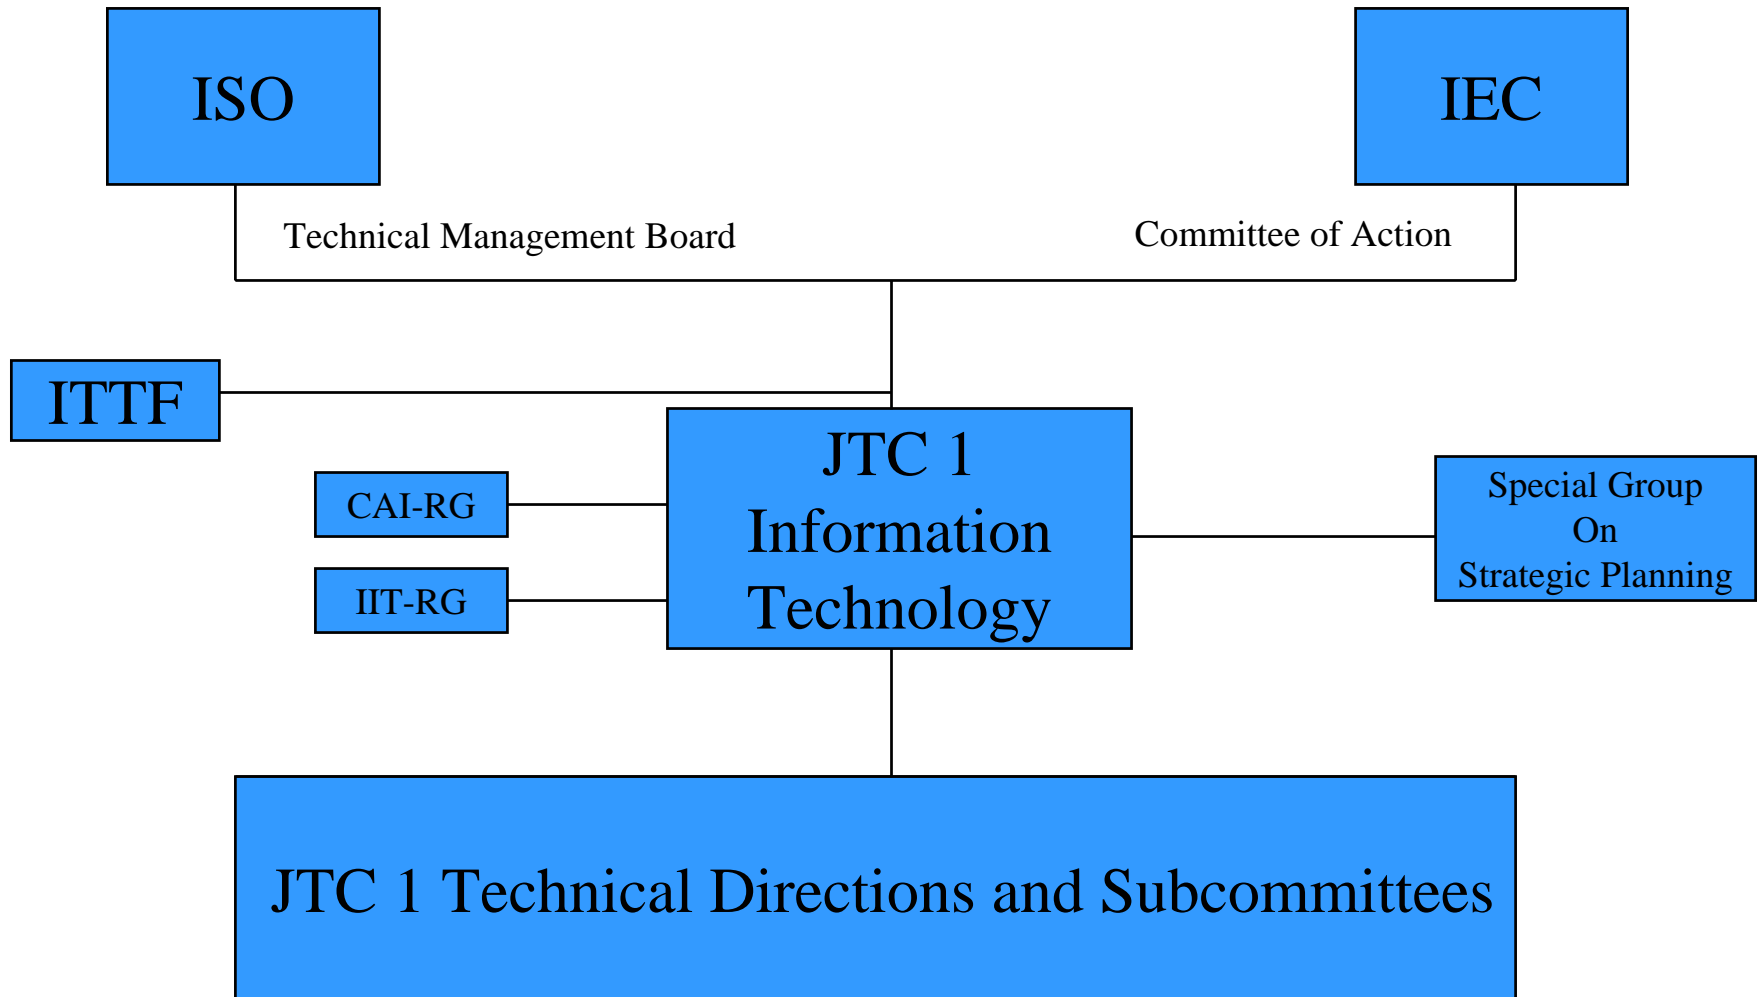 ISO
IEC
Technical Management Board
Committee of Action
ITTF
JTC 1
Information
Technology
CAI-RG
IIT-RG
Special Group
On
Strategic Planning
JTC 1 Technical Directions and Subcommittees